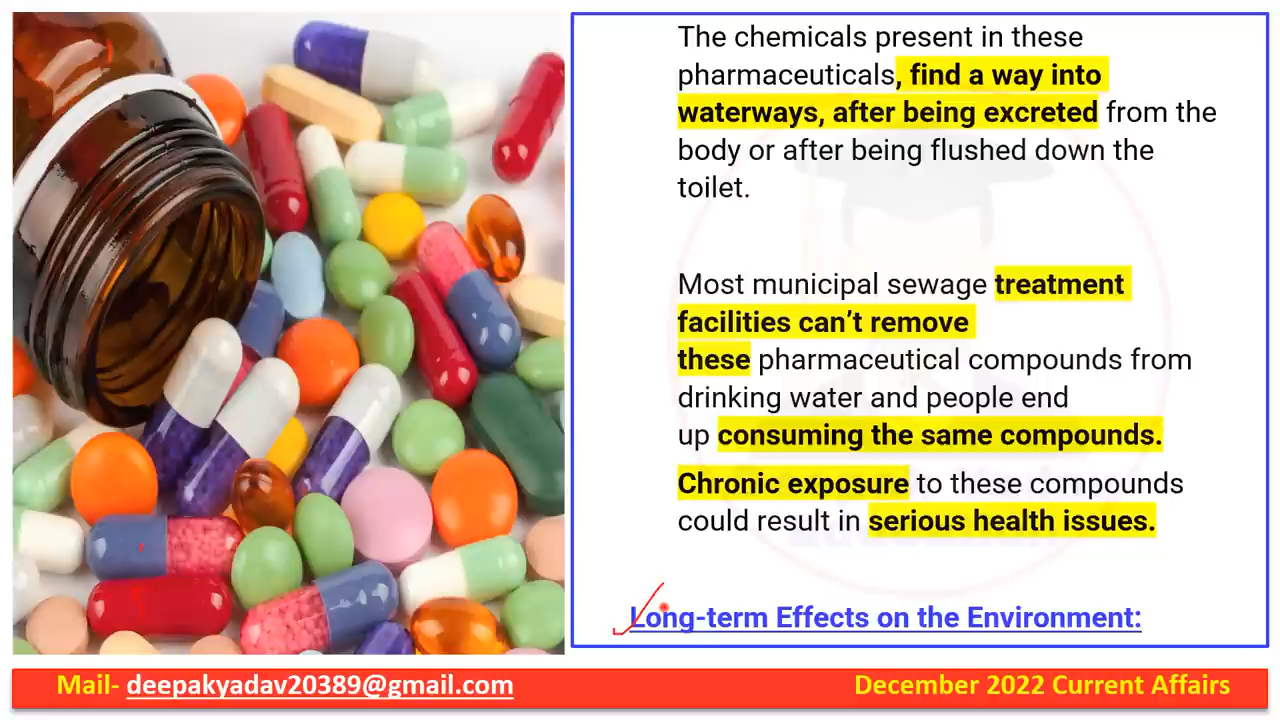 The chemicals present in these
pharmaceuticals, find a way into
waterways, after being excreted from the
body or after being flushed down the
toilet.
Most municipal sewage treatment
facilities can’t remove
these pharmaceutical compounds from
drinking water and people end
up consuming the same compounds.
Chronic exposure to these compounds
could result in serious health issues.
Long-term Effects on the Environment:
Mail- deepakyadav20389@gmail.com
December 2022 Current Affairs